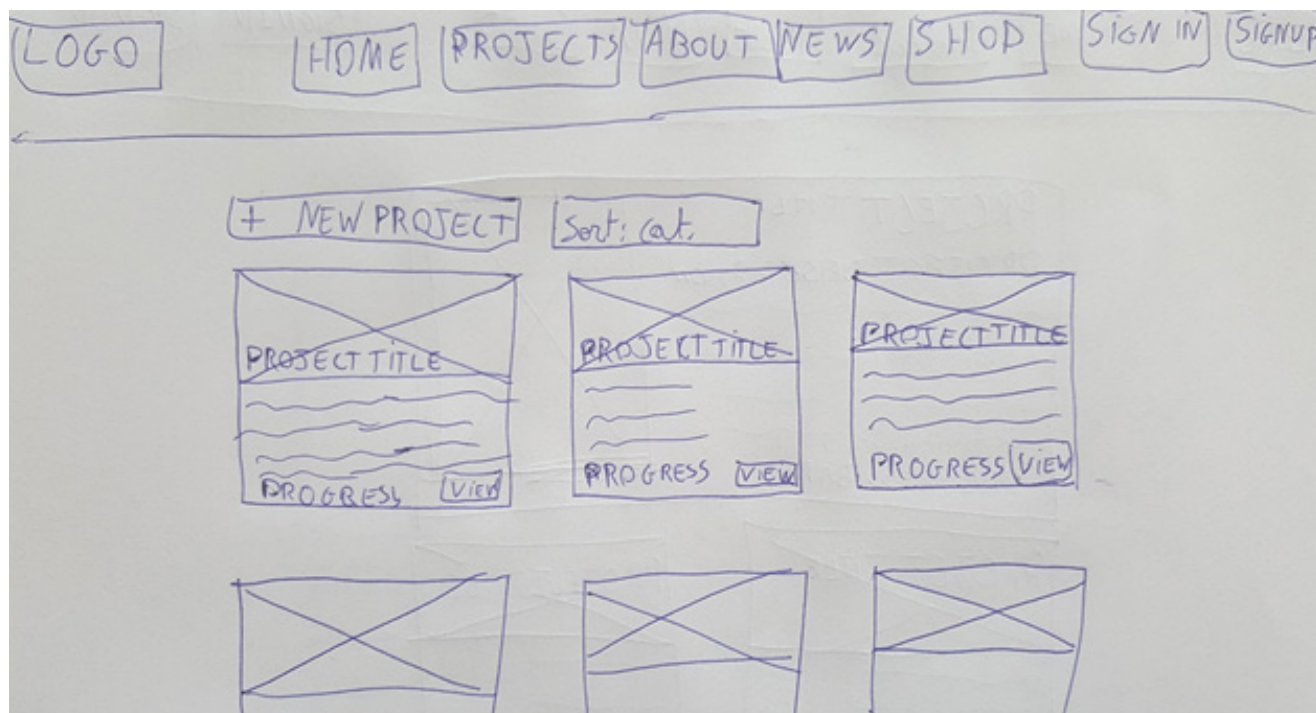 LOGO HOME PROJECTS ABOUT NEWS SHOP SIGN IN SIGNUP
+ NEW PROJECT Sort: cat.
PROJECT TITLE PROJECT TITLE PROJECT TITLE
PROGRESS VIEW PROGRESS VIEW PROGRESS VIEW